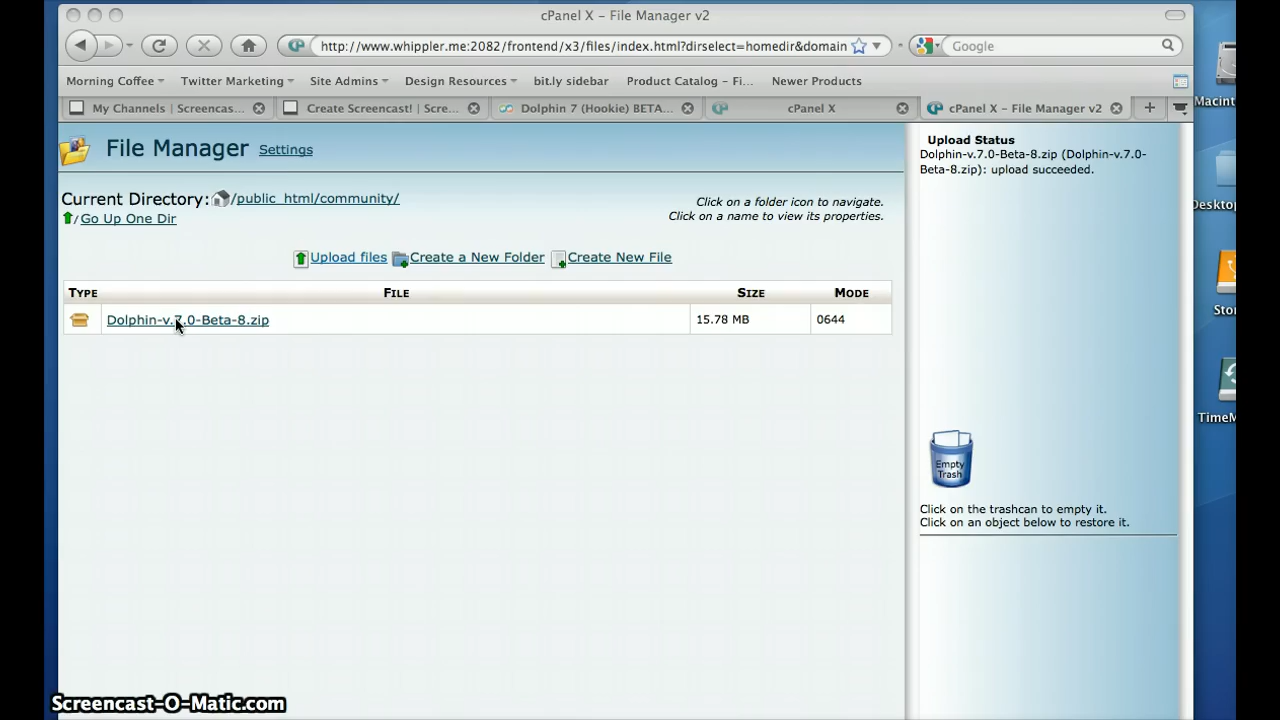 cPanel X – File Manager v2
http://www.whippler.me:2082/frontend/x3/files/index.html?dirselect=homedir&domain
Google
Morning Coffee Twitter Marketing Site Admins Design Resources bit.ly sidebar Product Catalog – Fi... Newer Products
My Channels | Screencas... Create Screencast! | Scre... Dolphin 7 (Hookie) BETA... cPanel X cPanel X – File Manager v2
Macint
Deskto
Stor
TimeM
File Manager Settings
Current Directory: /public_html/community/
/ Go Up One Dir
Click on a folder icon to navigate.
Click on a name to view its properties.
Upload files Create a New Folder Create New File
TYPE FILE SIZE MODE
Dolphin-v.7.0-Beta-8.zip 15.78 MB 0644
Upload Status
Dolphin-v.7.0-Beta-8.zip (Dolphin-v.7.0-
Beta-8.zip): upload succeeded.
Empty
Trash
Click on the trashcan to empty it.
Click on an object below to restore it.
Screencast-O-Matic.com